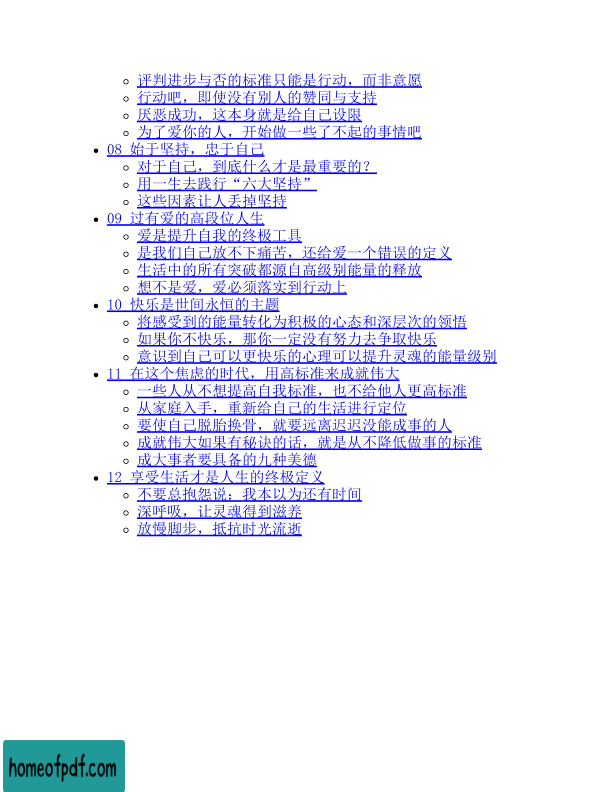 评判进步与否的标准只能是行动，而非意愿
行动吧，即使没有别人的赞同与支持
厌恶成功，这本身就是给自己设限
为了爱你的人，开始做一些了不起的事情吧
08 始于坚持，忠于自己
对于自己，到底什么才是最重要的？
用一生去践行“六大坚持”
这些因素让人丢掉坚持
09 过有爱的高段位人生
爱是提升自我的终极工具
是我们自己放不下痛苦，还给爱一个错误的定义
生活中的所有突破都源自高级别能量的释放
想不是爱，爱必须落实到行动上
10 快乐是世间永恒的主题
将感受到的能量转化为积极的心态和深层次的领悟
如果你不快乐，那你一定没有努力去争取快乐
意识到自己可以更快乐的心理可以提升灵魂的能量级别
11 在这个焦虑的时代，用高标准来成就伟大
一些人从不想提高自我标准，也不给他人更高标准
从家庭入手，重新给自己的生活进行定位
要使自己脱胎换骨，就要远离迟迟没能成事的人
成就伟大如果有秘诀的话，就是从不降低做事的标准
成大事者要具备的九种美德
12 享受生活才是人生的终极定义
不要总抱怨说：我本以为还有时间
深呼吸，让灵魂得到滋养
放慢脚步，抵抗时光流逝
homeofpdf.com